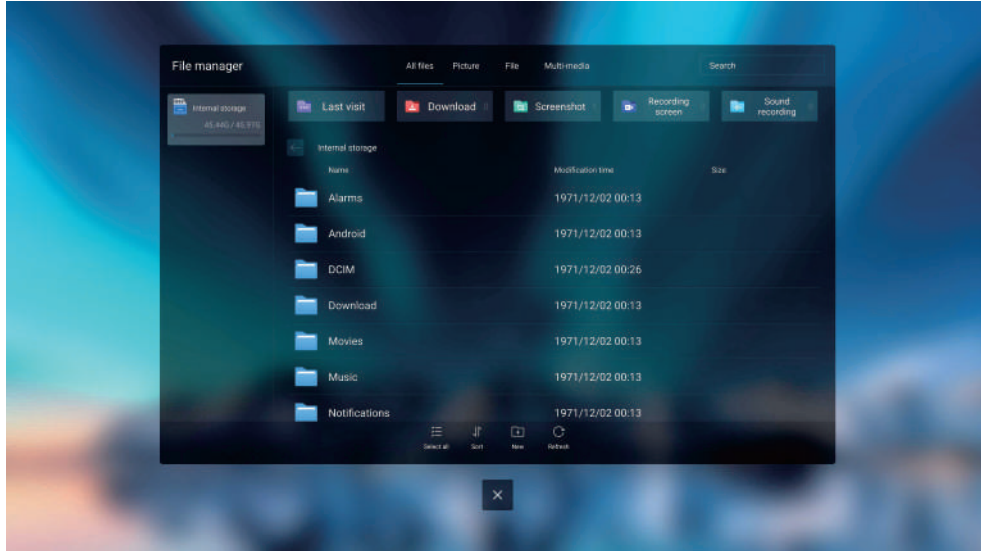 File manager
All files Picture File Multi-media Search
Internal storage
Last visit Download Screenshot Recording screen Sound recording
Internal storage
Name Modification time Size
Alarms 1971/12/02 00:13
Android 1971/12/02 00:13
DCIM 1971/12/02 00:26
Download 1971/12/02 00:13
Movies 1971/12/02 00:13
Music 1971/12/02 00:13
Notifications 1971/12/02 00:13
Select all Sort New Refresh